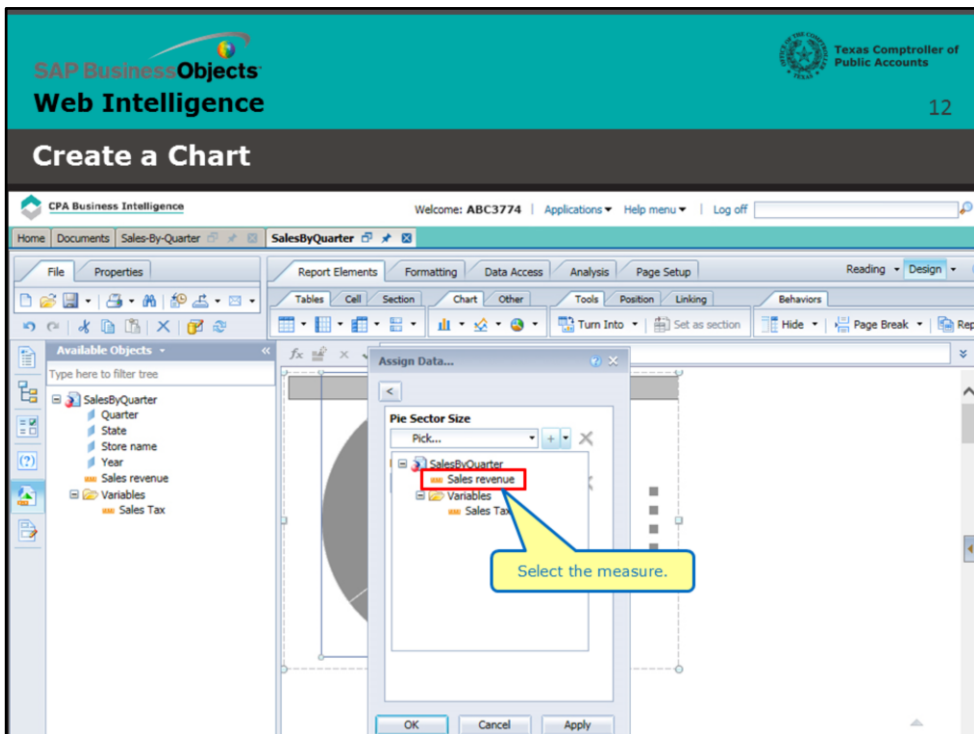 SAP BusinessObjects
Web Intelligence
Texas Comptroller of
Public Accounts
12
Create a Chart
CPA Business Intelligence
Welcome: ABC3774 | Applications Help menu | Log off
Home Documents Sales-By-Quarter SalesByQuarter
File Properties
Report Elements Formatting Data Access Analysis Page Setup
Reading Design
Tables Cell Section Chart Other Tools Position Linking Behaviors
Turn Into Set as section Hide Page Break Rep
Available Objects
Type here to filter tree
SalesByQuarter
Quarter
State
Store name
Year
Sales revenue
Variables
Sales Tax
fx
Assign Data...
<
Pie Sector Size
Pick...
SalesByQuarter
Sales revenue
Variables
Sales Tax
Select the measure.
OK Cancel Apply